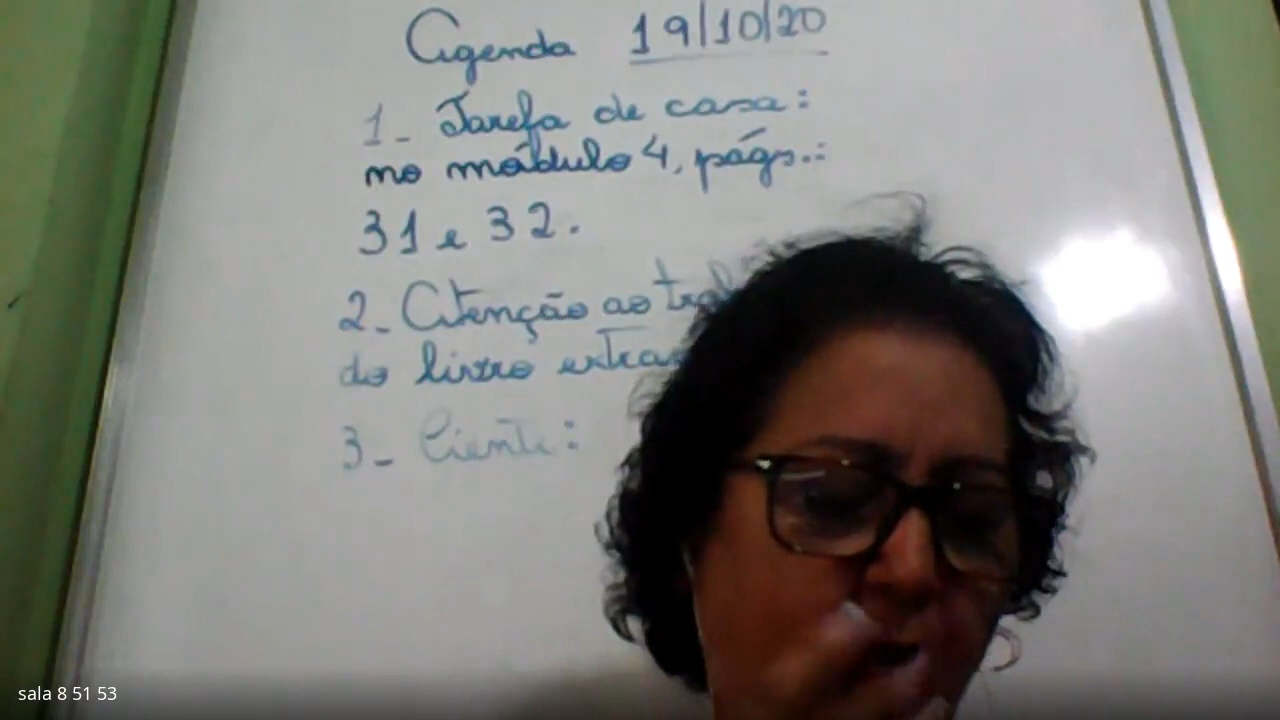 Agenda 19/10/20
1_ Tarefa de casa:
no módulo 4, págs.:
31 e 32.
2_ Atenção ao
do livro
3_ Ciente:
sala 8 51 53